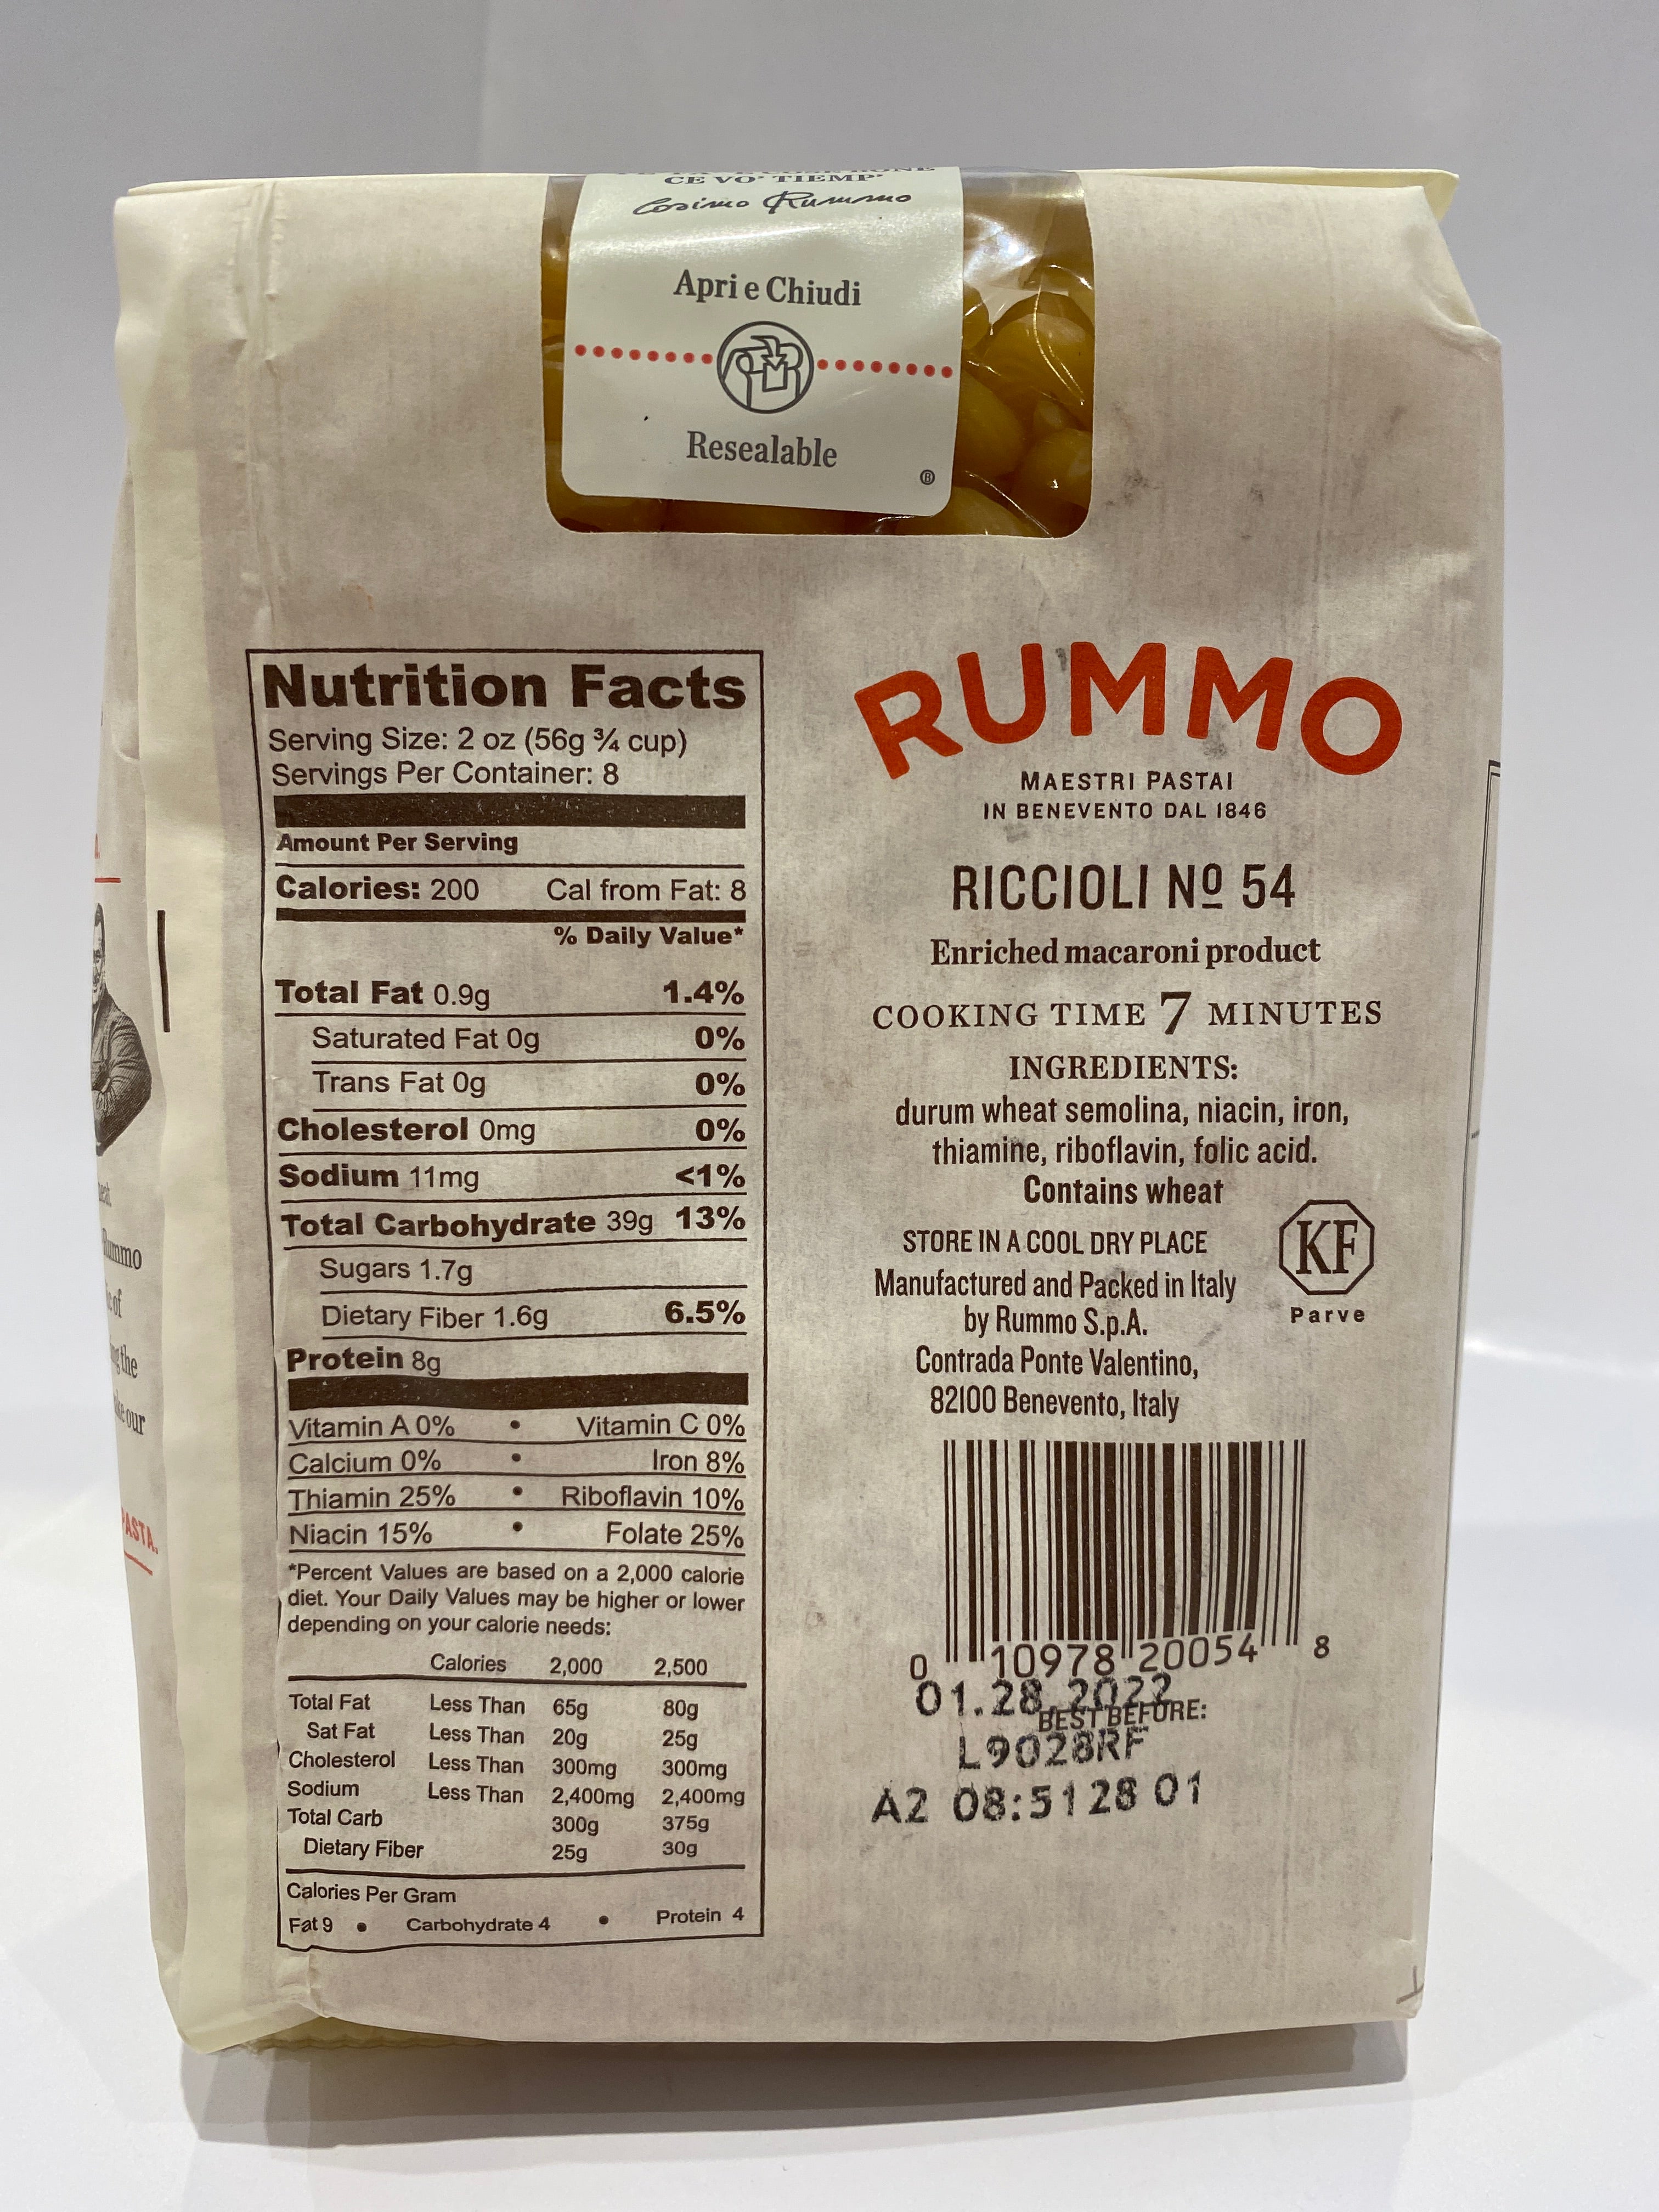 CE VO' TIEMP'
Cosimo Rummo
Apri e Chiudi
Resealable
®
Nutrition Facts
Serving Size: 2 oz (56g ¾ cup)
Servings Per Container: 8
Amount Per Serving
Calories: 200 Cal from Fat: 8
% Daily Value*
Total Fat 0.9g 1.4%
Saturated Fat 0g 0%
Trans Fat 0g 0%
Cholesterol 0mg 0%
Sodium 11mg <1%
Total Carbohydrate 39g 13%
Sugars 1.7g
Dietary Fiber 1.6g 6.5%
Protein 8g
Vitamin A 0% • Vitamin C 0%
Calcium 0% • Iron 8%
Thiamin 25% • Riboflavin 10%
Niacin 15% • Folate 25%
*Percent Values are based on a 2,000 calorie
diet. Your Daily Values may be higher or lower
depending on your calorie needs:
Calories 2,000 2,500
Total Fat Less Than 65g 80g
Sat Fat Less Than 20g 25g
Cholesterol Less Than 300mg 300mg
Sodium Less Than 2,400mg 2,400mg
Total Carb 300g 375g
Dietary Fiber 25g 30g
Calories Per Gram
Fat 9 • Carbohydrate 4 • Protein 4
RUMMO
MAESTRI PASTAI
IN BENEVENTO DAL 1846
RICCIOLI Nº 54
Enriched macaroni product
COOKING TIME 7 MINUTES
INGREDIENTS:
durum wheat semolina, niacin, iron,
thiamine, riboflavin, folic acid.
Contains wheat
STORE IN A COOL DRY PLACE
Manufactured and Packed in Italy
by Rummo S.p.A.
Contrada Ponte Valentino,
82100 Benevento, Italy
KF
Parve
0 10978 20054 8
01.28.2022
BEST BEFORE:
L9028RF
A2 08:51 28 01
Rummo
of
the
our
PASTA.